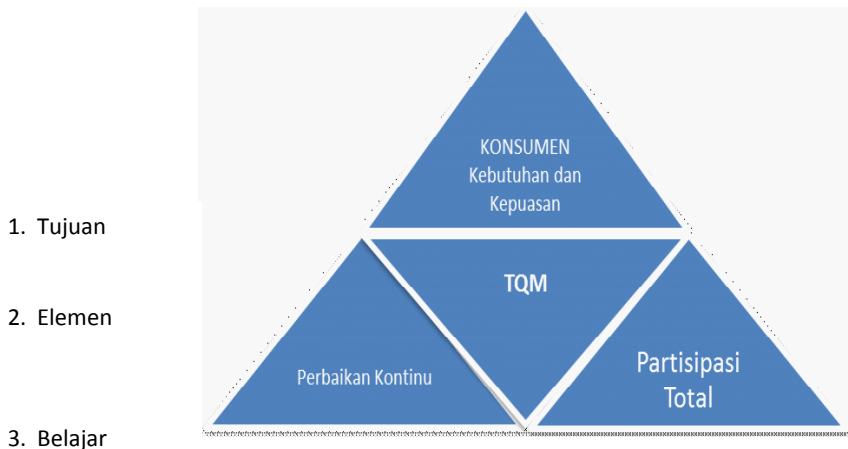 KONSUMEN
Kebutuhan dan
Kepuasan
1. Tujuan
TQM
2. Elemen
Perbaikan Kontinu
Partisipasi
Total
3. Belajar